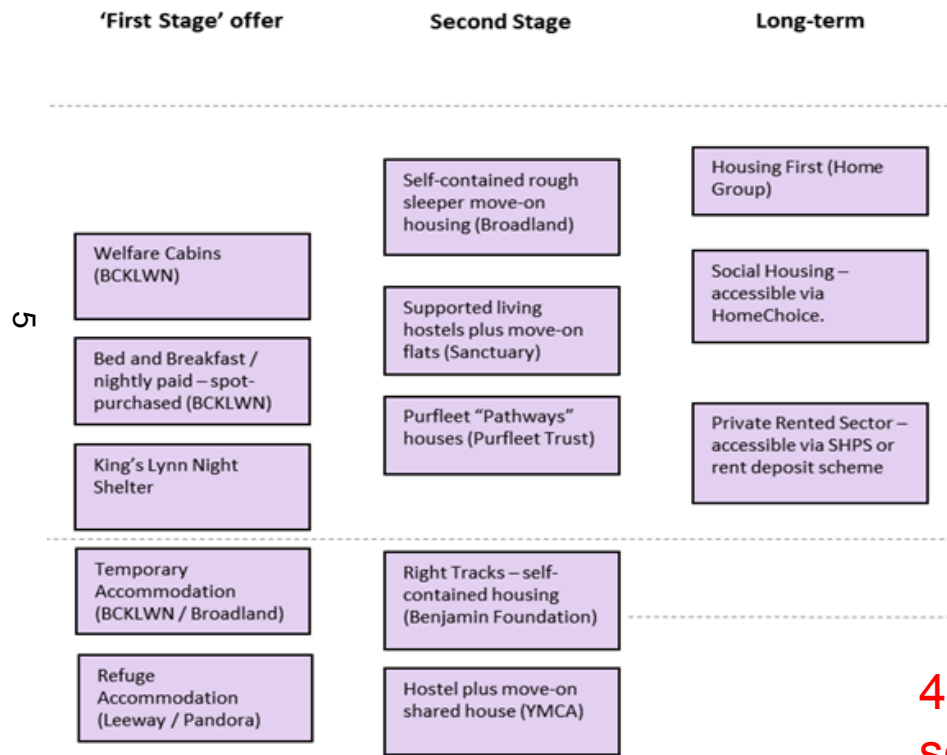 'First Stage' offer
Second Stage
Long-term
5
Welfare Cabins
(BCKLWN)
Bed and Breakfast /
nightly paid – spot-
purchased (BCKLWN)
King's Lynn Night
Shelter
Temporary
Accommodation
(BCKLWN / Broadland)
Refuge
Accommodation
(Leeway / Pandora)
Self-contained rough
sleeper move-on
housing (Broadland)
Supported living
hostels plus move-on
flats (Sanctuary)
Purfleet "Pathways"
houses (Purfleet Trust)
Right Tracks – self-
contained housing
(Benjamin Foundation)
Hostel plus move-on
shared house (YMCA)
Housing First (Home
Group)
Social Housing –
accessible via
HomeChoice.
Private Rented Sector –
accessible via SHPS or
rent deposit scheme
4